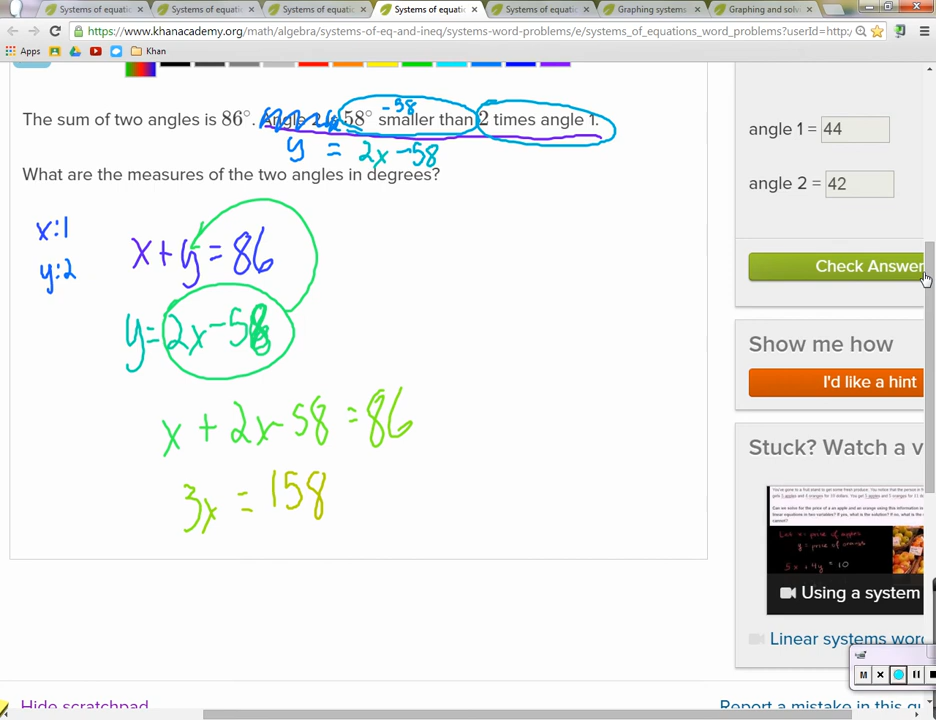 Systems of equatio
Systems of equatio
Systems of equatio
Systems of equatio
Systems of equatio
Graphing systems
Graphing and solvi
https://www.khanacademy.org/math/algebra/systems-of-eq-and-ineq/systems-word-problems/e/systems_of_equations_word_problems?userId=http:
Apps
Khan
-58
The sum of two angles is 86°. 58° smaller than 2 times angle 1.
y = 2x-58
What are the measures of the two angles in degrees?
x:1
y:2
x+y=86
y=2x-58
x+2x-58=86
3x=158
angle 1 = 44
angle 2 = 42
Check Answer
Show me how
I'd like a hint
Stuck? Watch a v
5x + 4y = 10
Using a system
Linear systems word
M
Hide scratchpad
Report a mistake in this qu